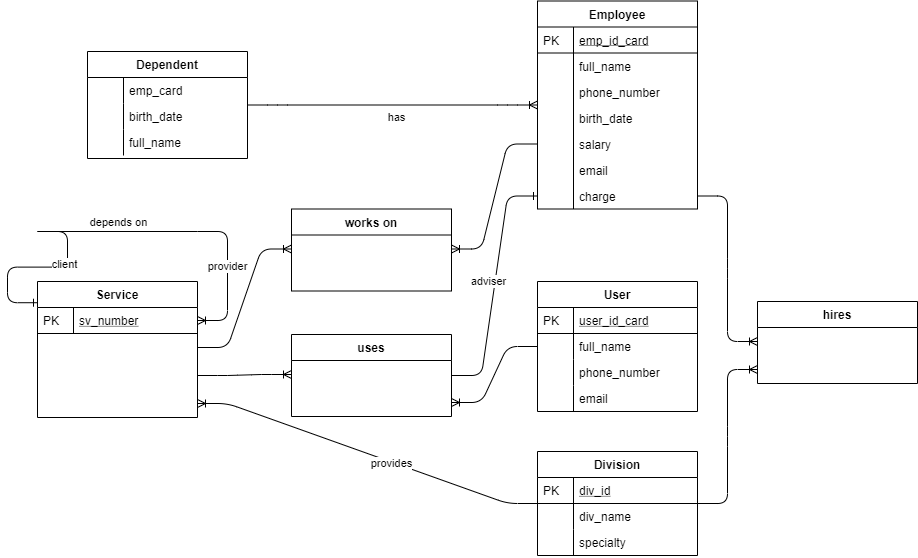 Employee
PK emp_id_card
full_name
phone_number
birth_date
salary
email
charge
Dependent
emp_card
birth_date
full_name
has
works on
depends on
client
provider
adviser
Service
PK sv_number
User
PK user_id_card
full_name
phone_number
email
hires
uses
provides
Division
PK div_id
div_name
specialty